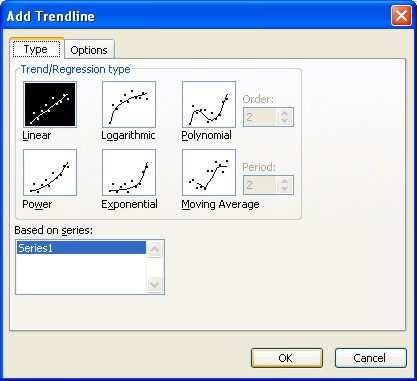 Add Trendline
Type
Options
Trend/Regression type
Linear
Logarithmic
Polynomial
Order:
2
Power
Exponential
Moving Average
Period:
2
Based on series:
Series1
OK
Cancel